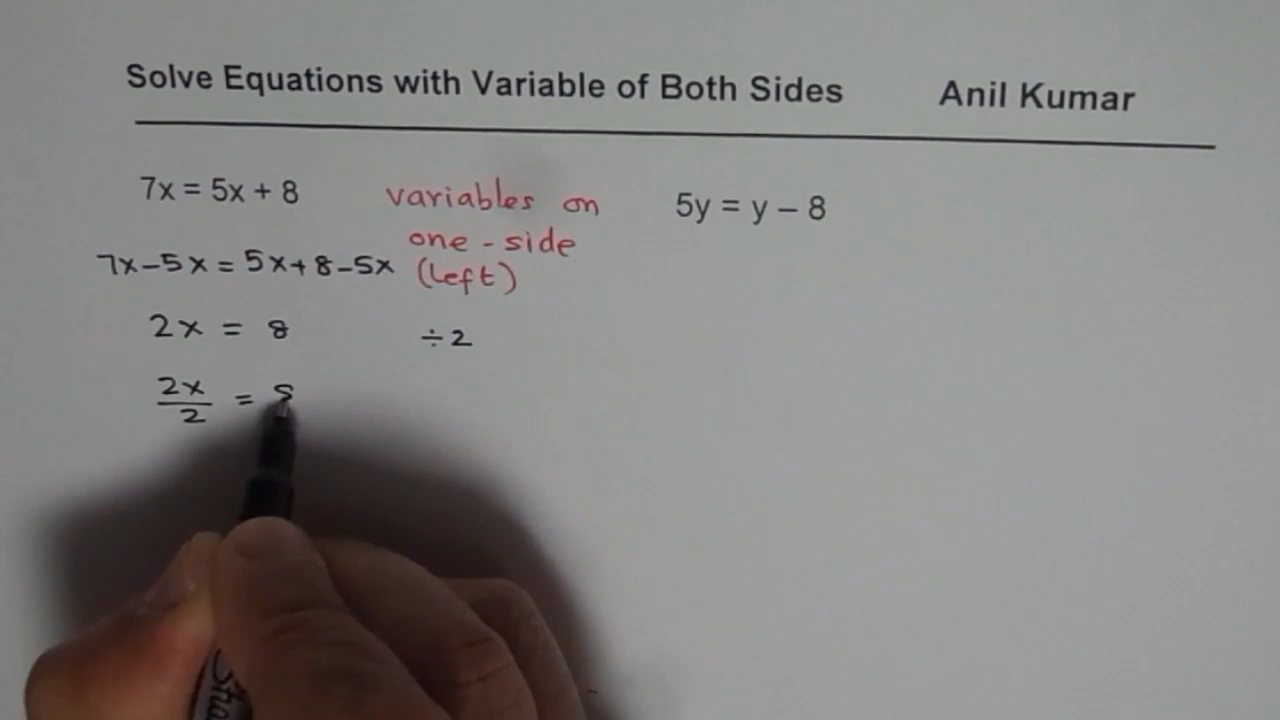 Solve Equations with Variable of Both Sides Anil Kumar
7x = 5x + 8
variables on
one - side
(left)
7x-5x = 5x+8-5x
2x = 8 ÷2
2x/2 =
5y = y – 8